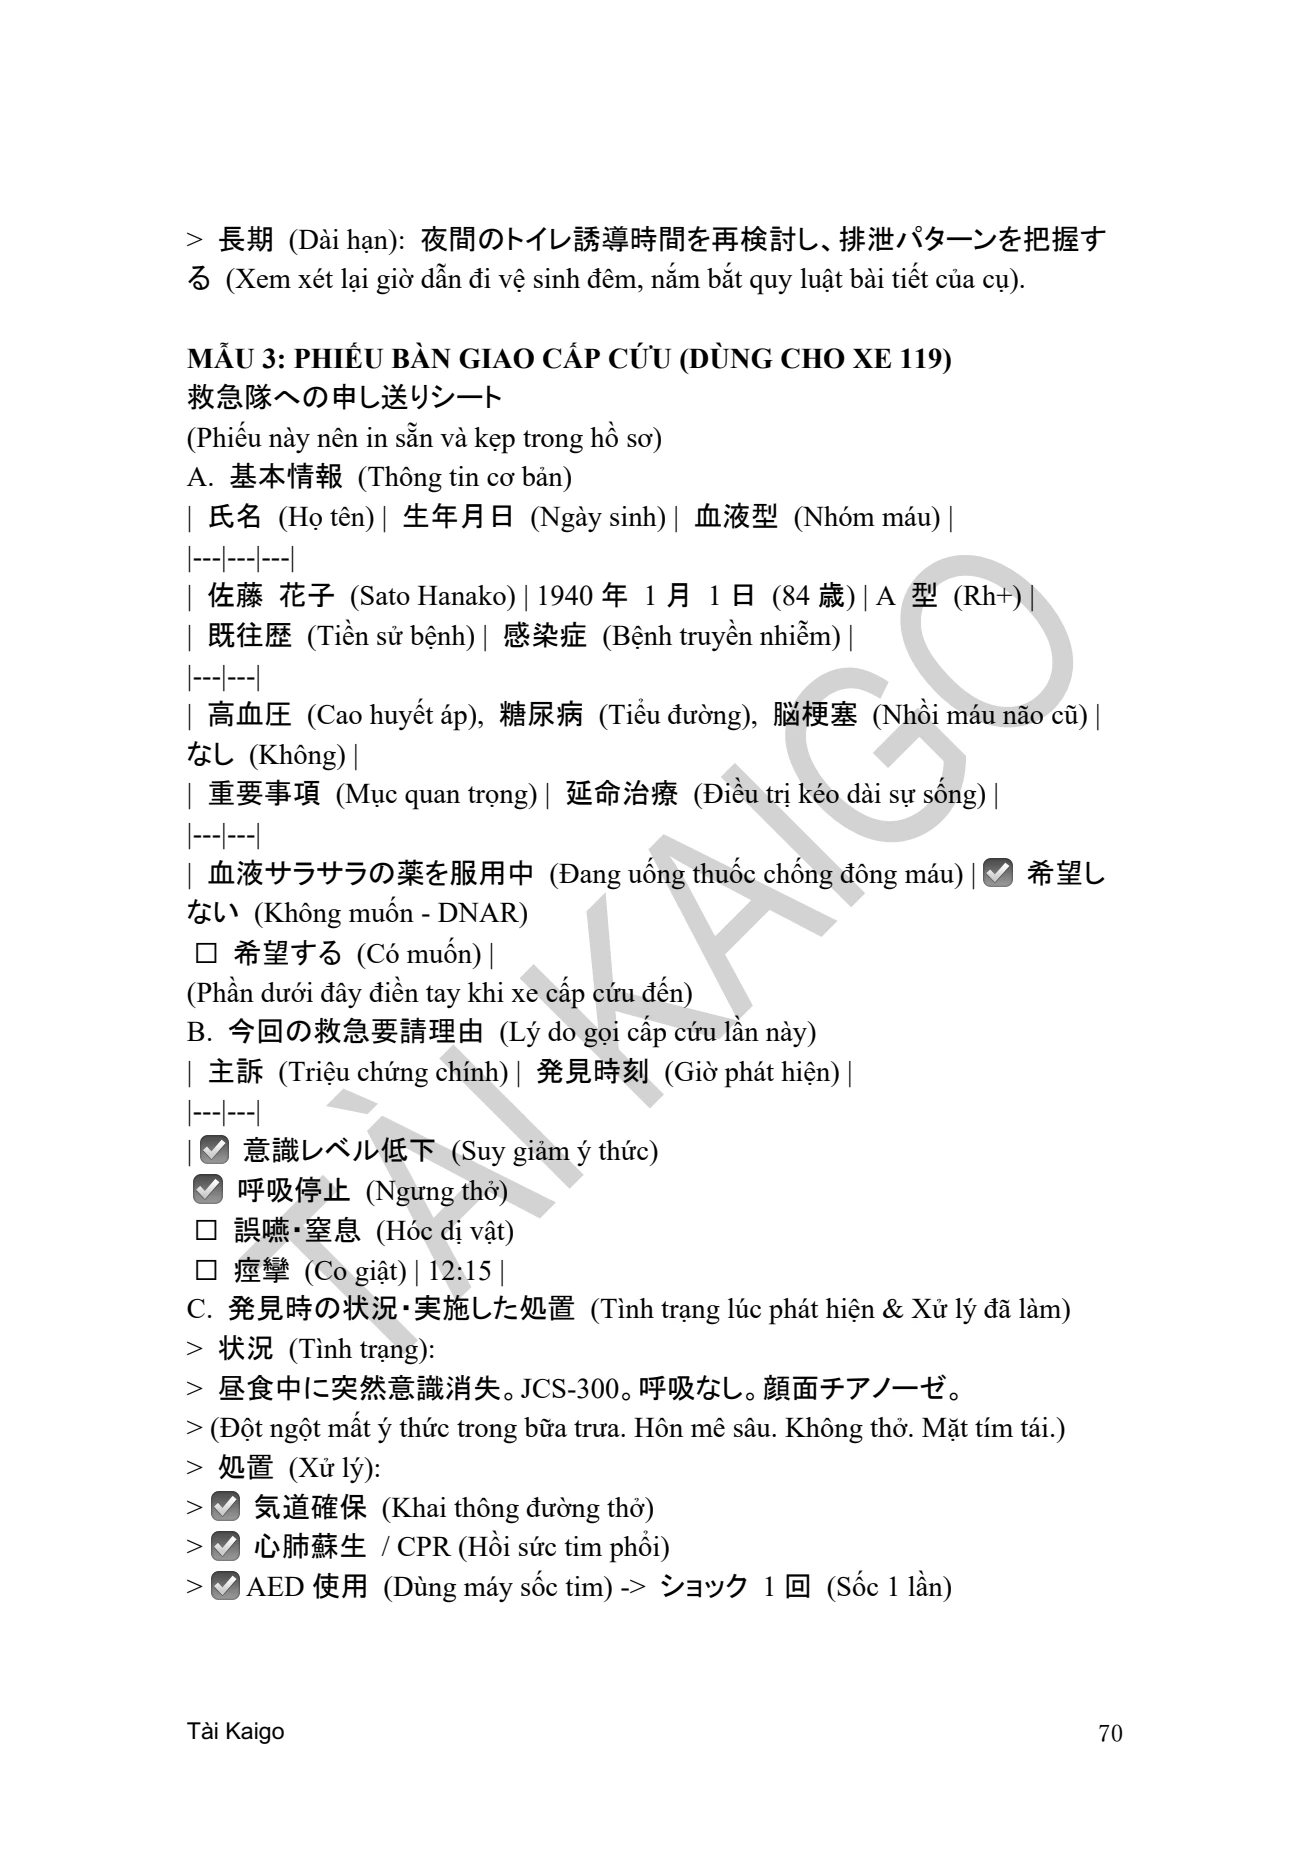 > 長期 (Dài hạn): 夜間のトイレ誘導時間を再検討し、排泄パターンを把握す
る (Xem xét lại giờ dẫn đi vệ sinh đêm, nắm bắt quy luật bài tiết của cụ).
MẪU 3: PHIẾU BÀN GIAO CẤP CỨU (DÙNG CHO XE 119)
救急隊への申し送りシート
(Phiếu này nên in sẵn và kẹp trong hồ sơ)
A. 基本情報 (Thông tin cơ bản)
| 氏名 (Họ tên) | 生年月日 (Ngày sinh) | 血液型 (Nhóm máu) |
|---|---|---|
| 佐藤 花子 (Sato Hanako) | 1940 年 1 月 1 日 (84 歳) | A 型 (Rh+) |
| 既往歴 (Tiền sử bệnh) | 感染症 (Bệnh truyền nhiễm) |
|---|---|
| 高血圧 (Cao huyết áp), 糖尿病 (Tiểu đường), 脳梗塞 (Nhồi máu não cũ) |
なし (Không) |
| 重要事項 (Mục quan trọng) | 延命治療 (Điều trị kéo dài sự sống) |
|---|---|
| 血液サラサラの薬を服用中 (Đang uống thuốc chống đông máu) | ✅ 希望し
ない (Không muốn - DNAR)
☐ 希望する (Có muốn) |
(Phần dưới đây điền tay khi xe cấp cứu đến)
B. 今回の救急要請理由 (Lý do gọi cấp cứu lần này)
| 主訴 (Triệu chứng chính) | 発見時刻 (Giờ phát hiện) |
|---|---|
| ✅ 意識レベル低下 (Suy giảm ý thức)
✅ 呼吸停止 (Ngưng thở)
☐ 誤嚥・窒息 (Hóc dị vật)
☐ 痙攣 (Co giật) | 12:15 |
C. 発見時の状況・実施した処置 (Tình trạng lúc phát hiện & Xử lý đã làm)
> 状況 (Tình trạng):
> 昼食中に突然意識消失。JCS-300。呼吸なし。顔面チアノーゼ。
> (Đột ngột mất ý thức trong bữa trưa. Hôn mê sâu. Không thở. Mặt tím tái.)
> 処置 (Xử lý):
> ✅ 気道確保 (Khai thông đường thở)
> ✅ 心肺蘇生 / CPR (Hồi sức tim phổi)
> ✅ AED 使用 (Dùng máy sốc tim) -> ショック 1 回 (Sốc 1 lần)
TÀI KAIGO
Tài Kaigo
70